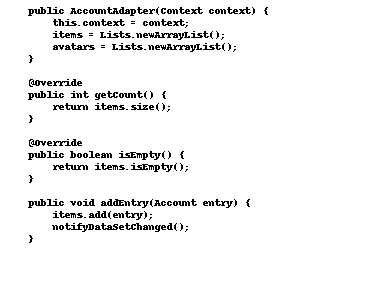 public AccountAdapter(Context context) {
this.context = context;
items = Lists.newArrayList();
avatars = Lists.newArrayList();
}
@Override
public int getCount() {
return items.size();
}
@Override
public boolean isEmpty() {
return items.isEmpty();
}
public void addEntry(Account entry) {
items.add(entry);
notifyDataSetChanged();
}